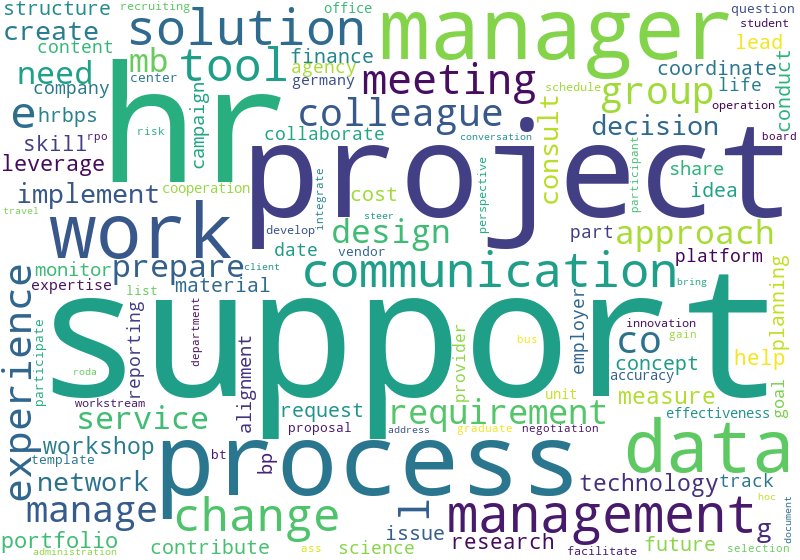 structure
recruiting
office
solution
manager
question
student
create
content
mb
finance
lead
need
tool
agency
meeting
coordinate
conduct
company
center
germany
hr
schedule
group
life
e
hrbps
campaign
colleague
consult
operation
skill
rpo
risk
collaborate
conversation
decision
board
leverage
project
implement
cooperation
cost
perspective
participant
share
idea
travel
work
integrate
steer
develop
design
part
approach
monitor
prepare
date
vendor
client
communication
platform
planning
expertise
list
material
support
bring
experience
participate
reporting
department
alignment
provider
employer
innovation
gain
bus
co
concept
help
goal
roda
accuracy
workstream
service
request
requirement
unit
measure
effectiveness
workshop
proposal
address
graduate
negotiation
process
data
template
bt
bp
network
technology
track
hoc
manage
change
l
management
g
document
portfolio
contribute
issue
research
future
selection
administration
ass
science
facilitate